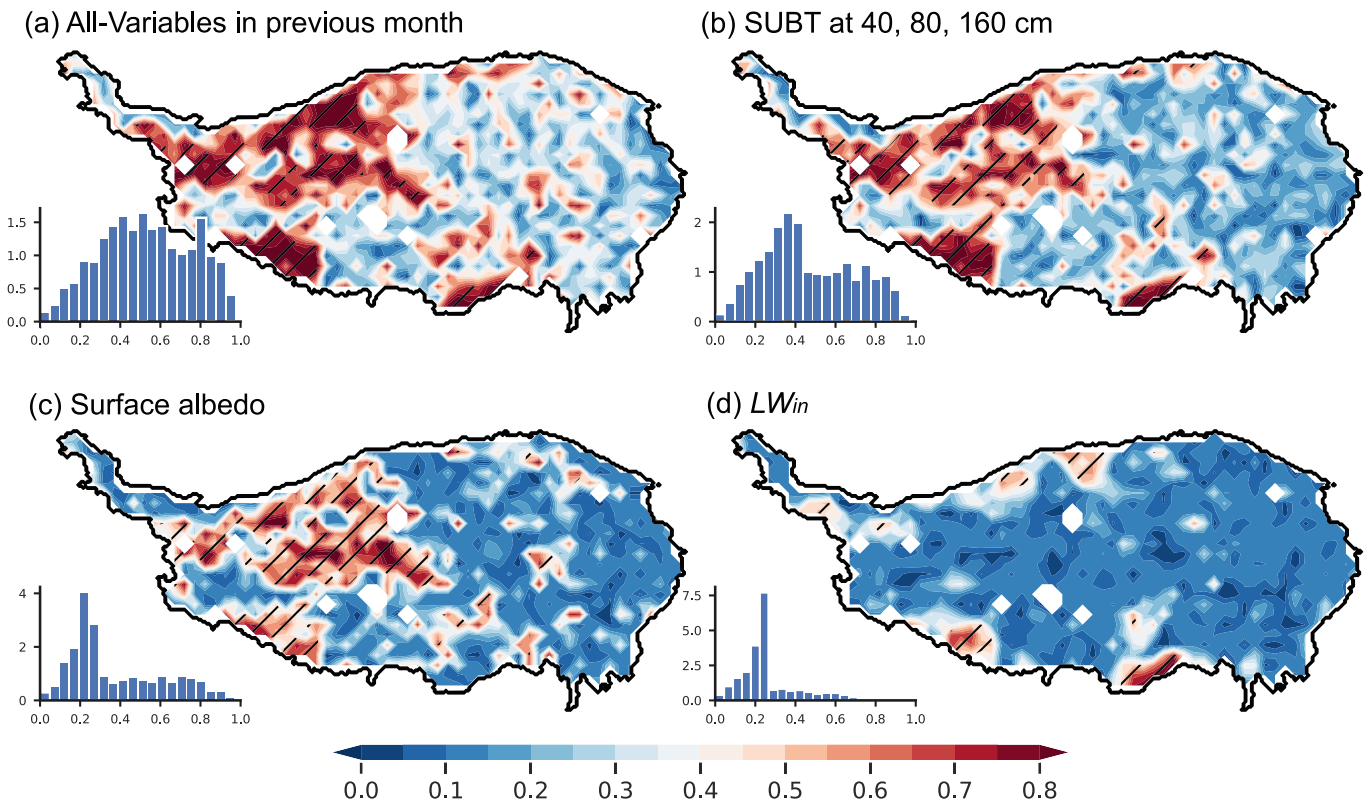 (a) All-Variables in previous month
(b) SUBT at 40, 80, 160 cm
1.5
1.0
0.5
0.0
0.0 0.2 0.4 0.6 0.8 1.0
2
1
0
0.0 0.2 0.4 0.6 0.8 1.0
(c) Surface albedo
(d) LWin
4
2
0
0.0 0.2 0.4 0.6 0.8 1.0
7.5
5.0
2.5
0.0
0.0 0.2 0.4 0.6 0.8 1.0
0.0 0.1 0.2 0.3 0.4 0.5 0.6 0.7 0.8